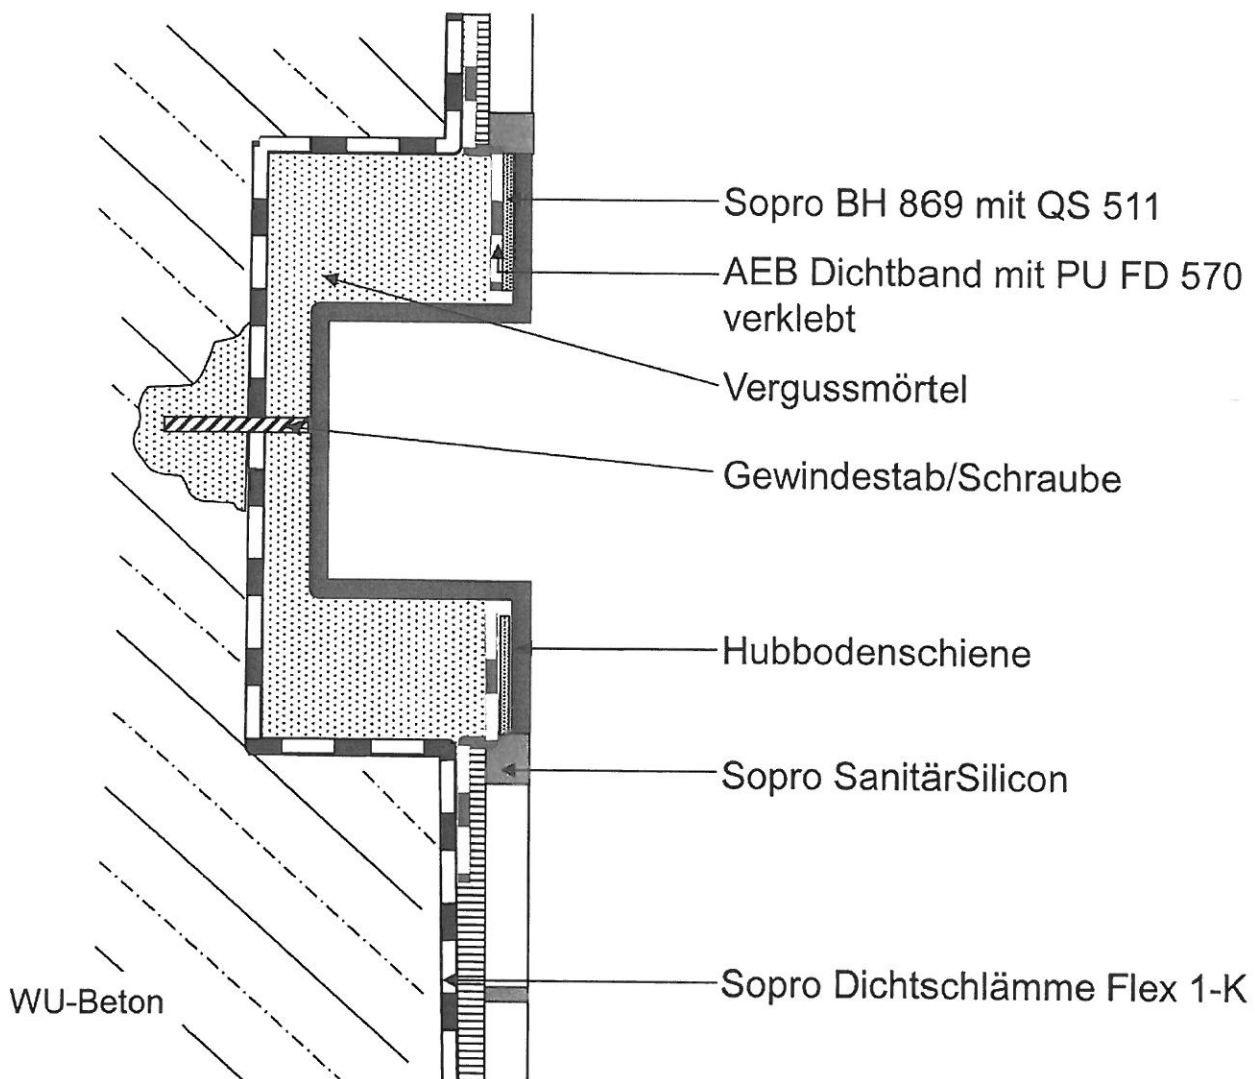 Sopro BH 869 mit QS 511
AEB Dichtband mit PU FD 570
verklebt
Vergussmörtel
Gewindestab/Schraube
Hubbodenschiene
Sopro SanitärSilicon
Sopro Dichtschlämme Flex 1-K
WU-Beton